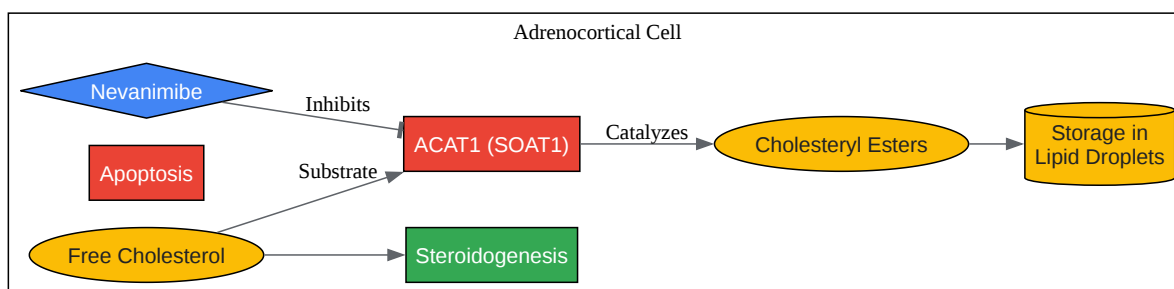 Adrenocortical Cell
Nevanimibe
Inhibits
ACAT1 (SOAT1)
Catalyzes
Cholesteryl Esters
Storage in
Lipid Droplets
Apoptosis
Substrate
Free Cholesterol
Steroidogenesis